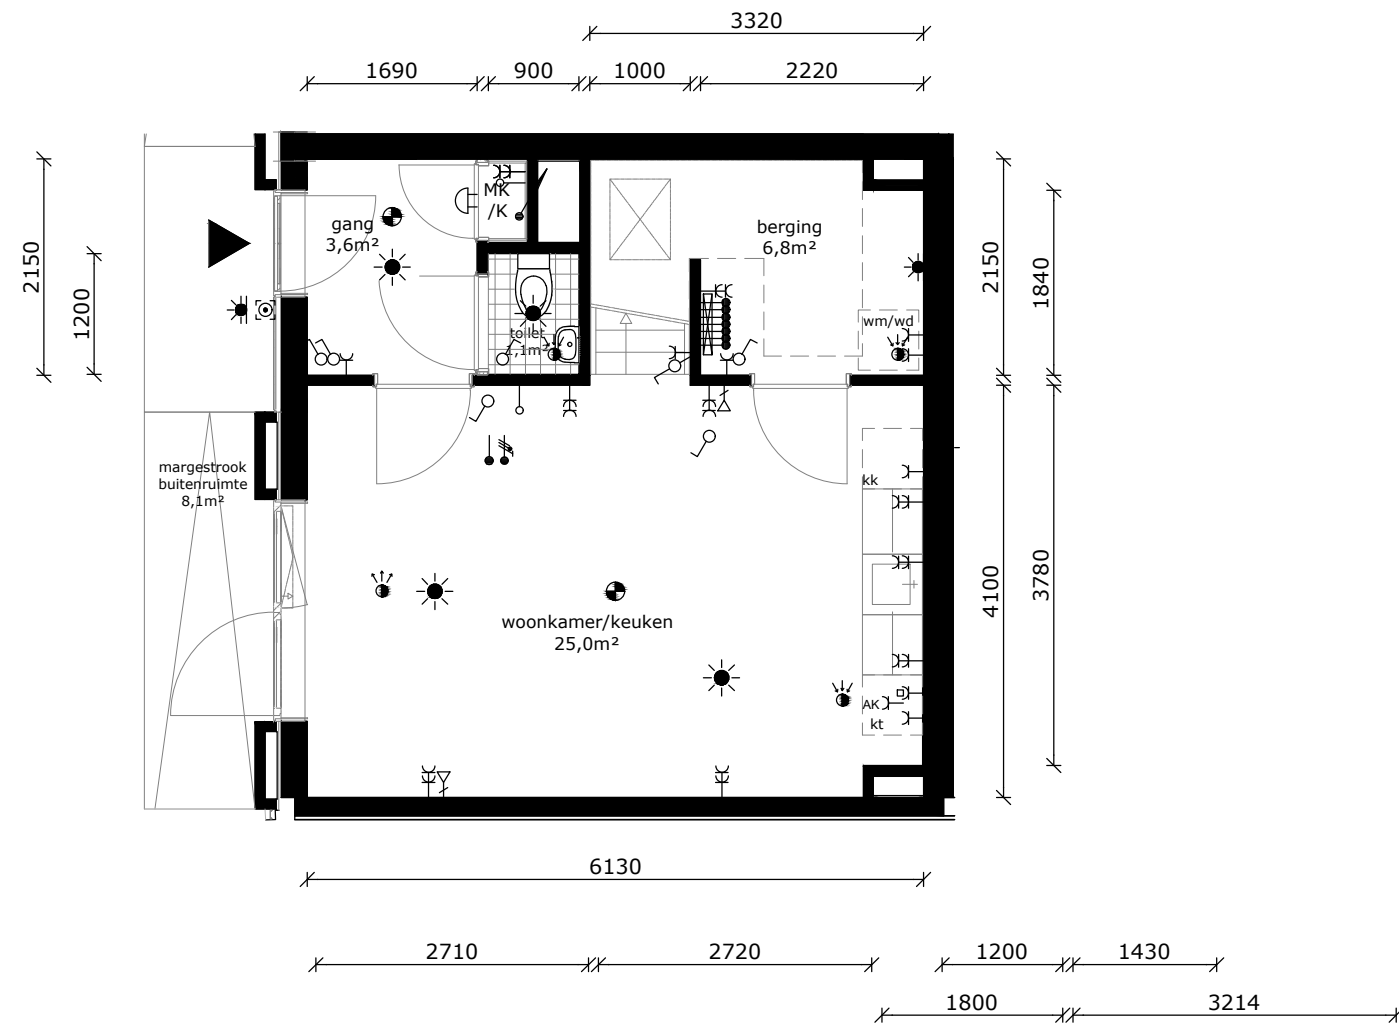 3320
1690
900
1000
2220
MK
/K
gang
3,6m²
berging
6,8m²
2150
1200
2150
1840
toilet
1,1m²
wm/wd
margestrook
buitenruimte
8,1m²
kk
woonkamer/keuken
25,0m²
4100
3780
AK
kt
6130
2710
2720
1200
1430
1800
3214